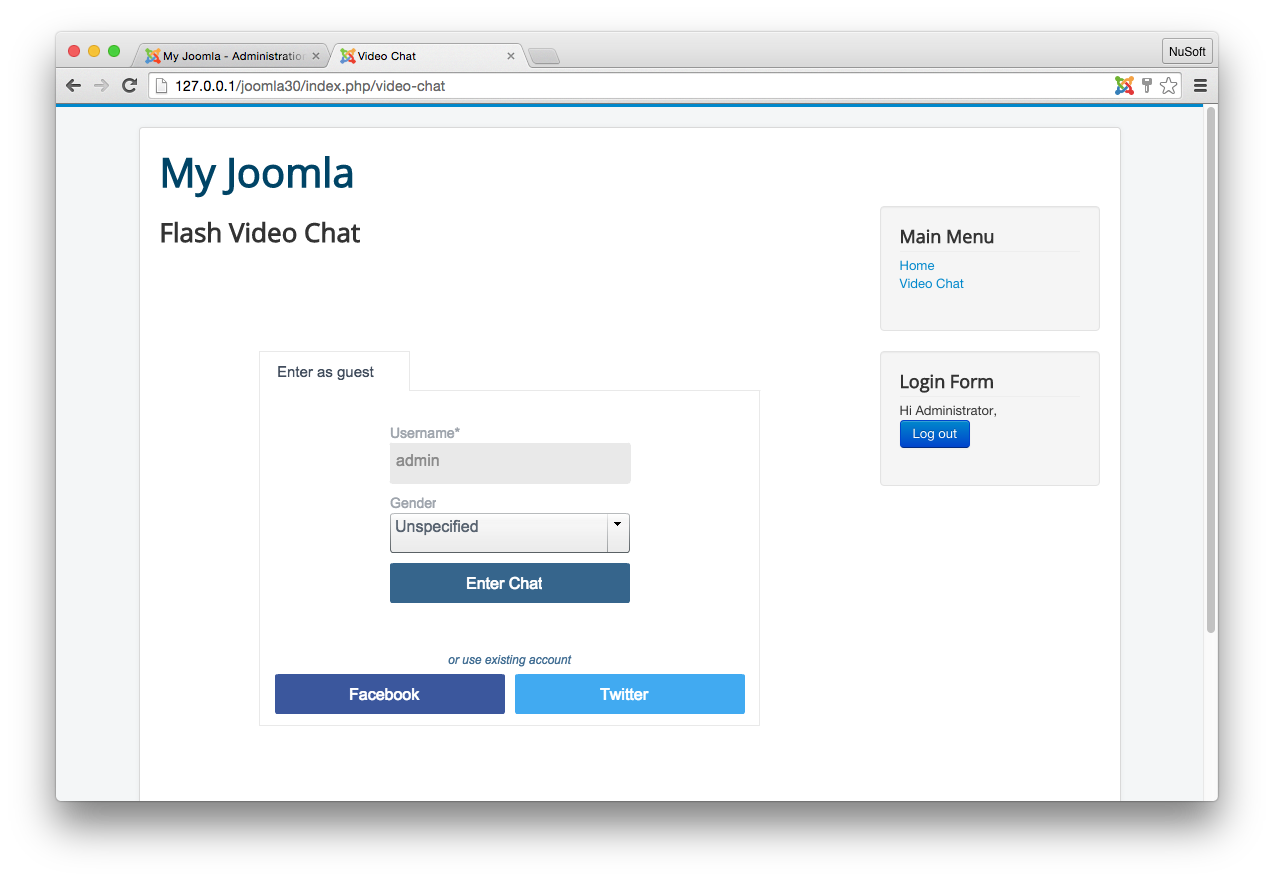 My Joomla - Administration
Video Chat
NuSoft
127.0.0.1/joomla30/index.php/video-chat
My Joomla
Flash Video Chat
Main Menu
Home
Video Chat
Enter as guest
Login Form
Hi Administrator,
Log out
Username*
admin
Gender
Unspecified
Enter Chat
or use existing account
Facebook
Twitter